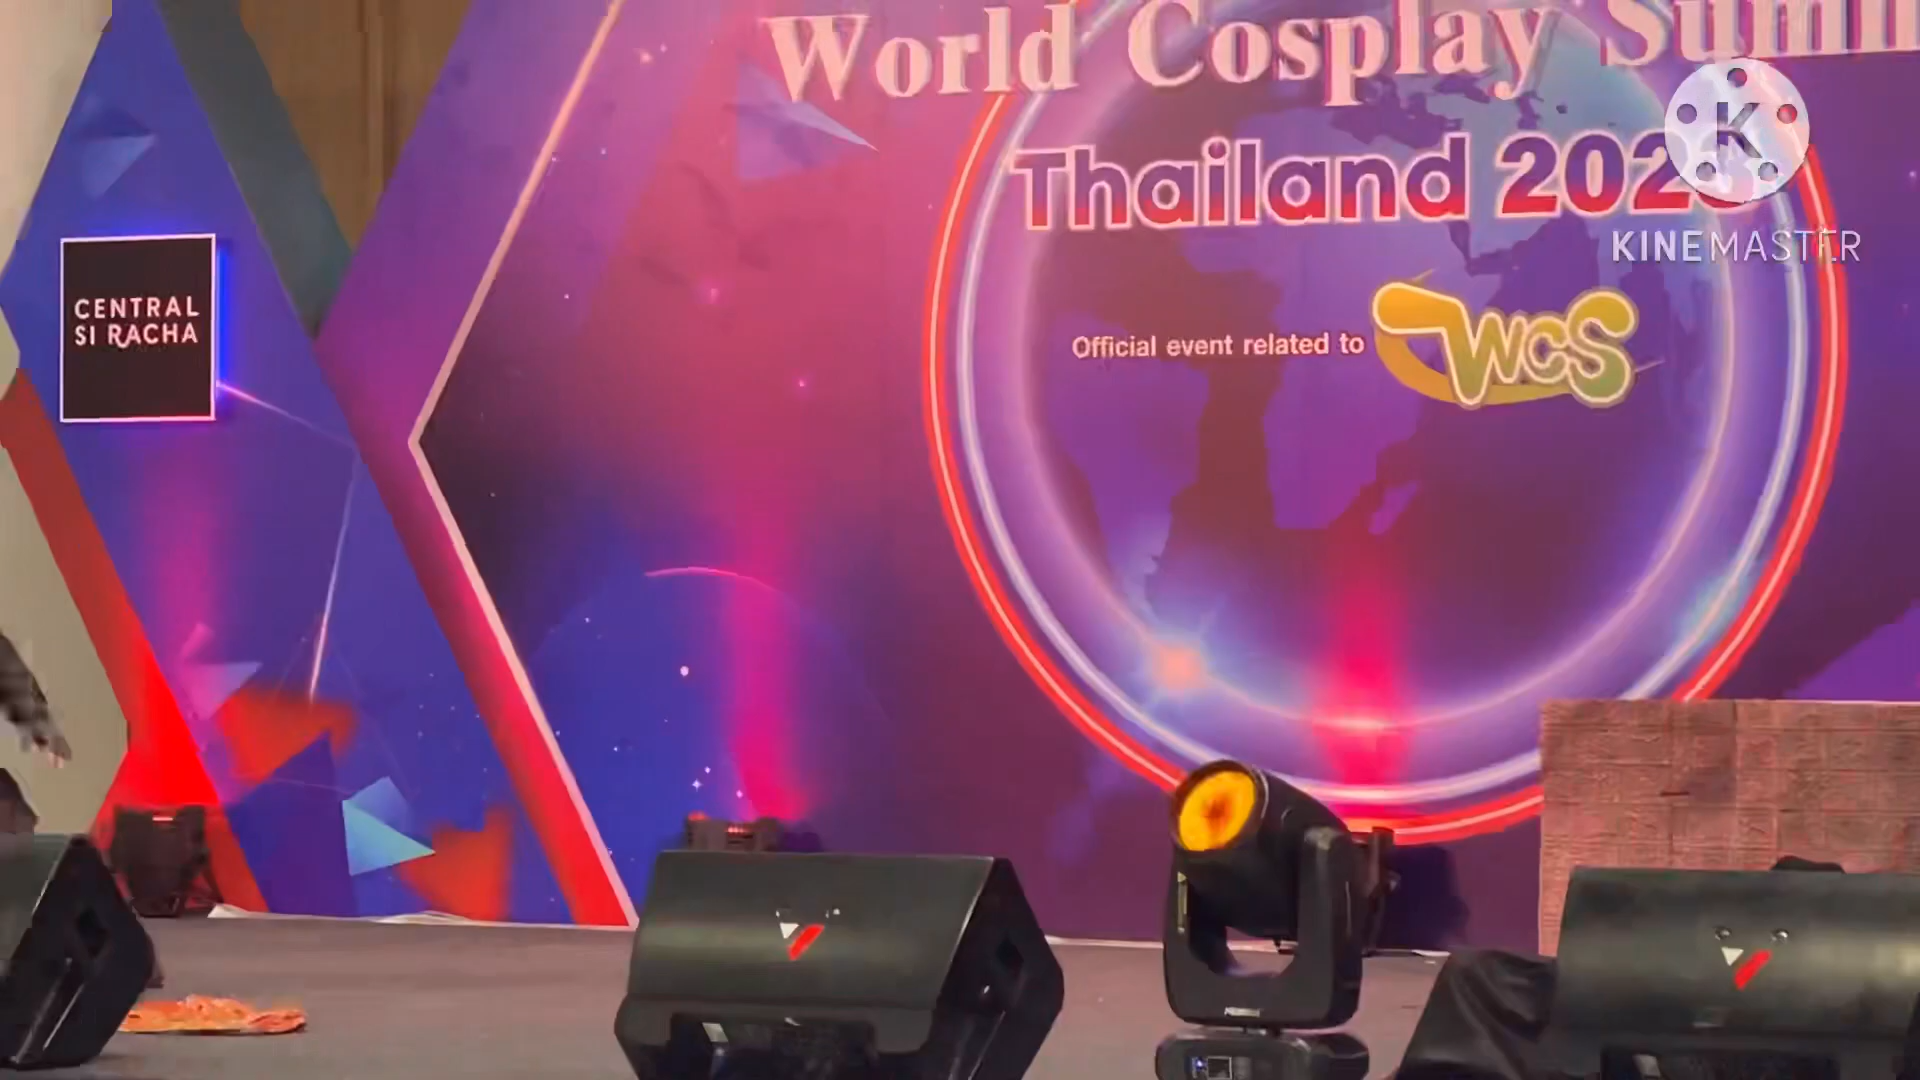 World Cosplay
Thailand
Official event related to WCS
CENTRAL
SI RACHA
K
KINEMASTER